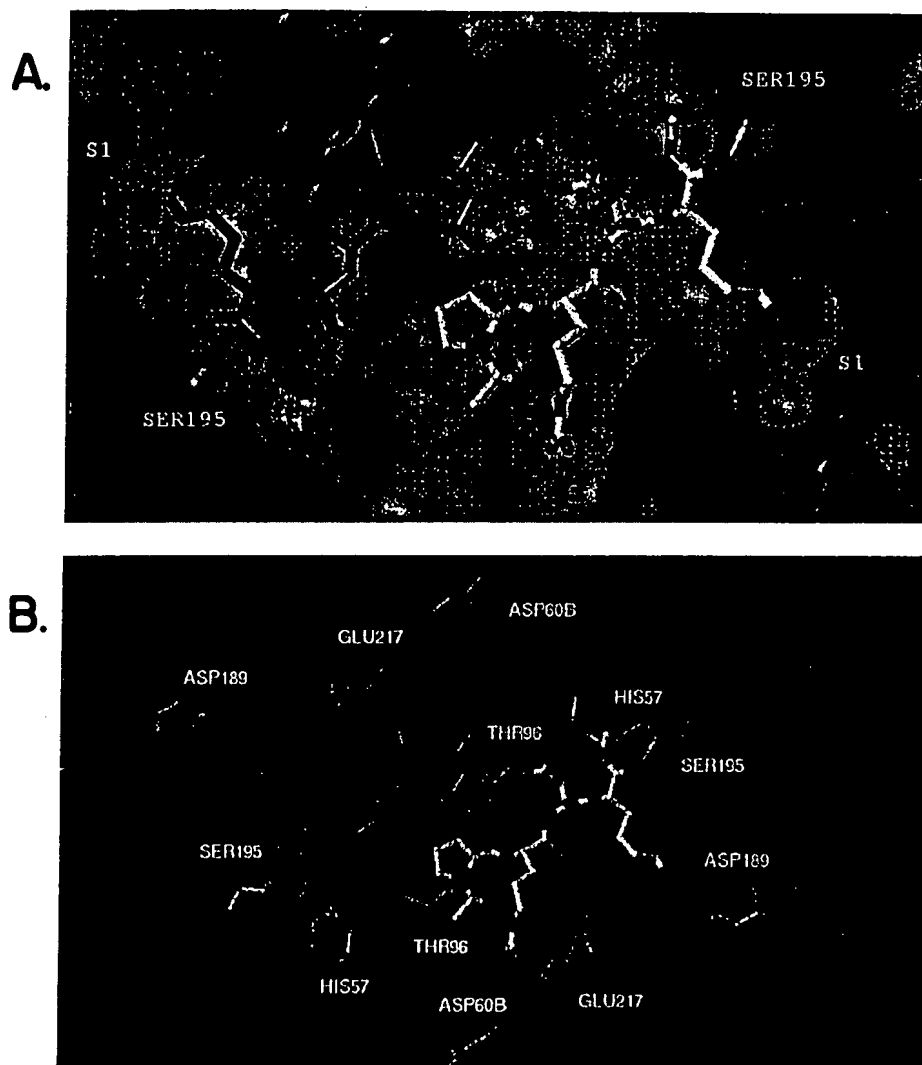 A.
SER195
S1
S1
SER195
B.
ASP60B
GLU217
ASP189
HIS57
THR96
SER195
SER195
ASP189
THR96
HIS57
GLU217
ASP60B